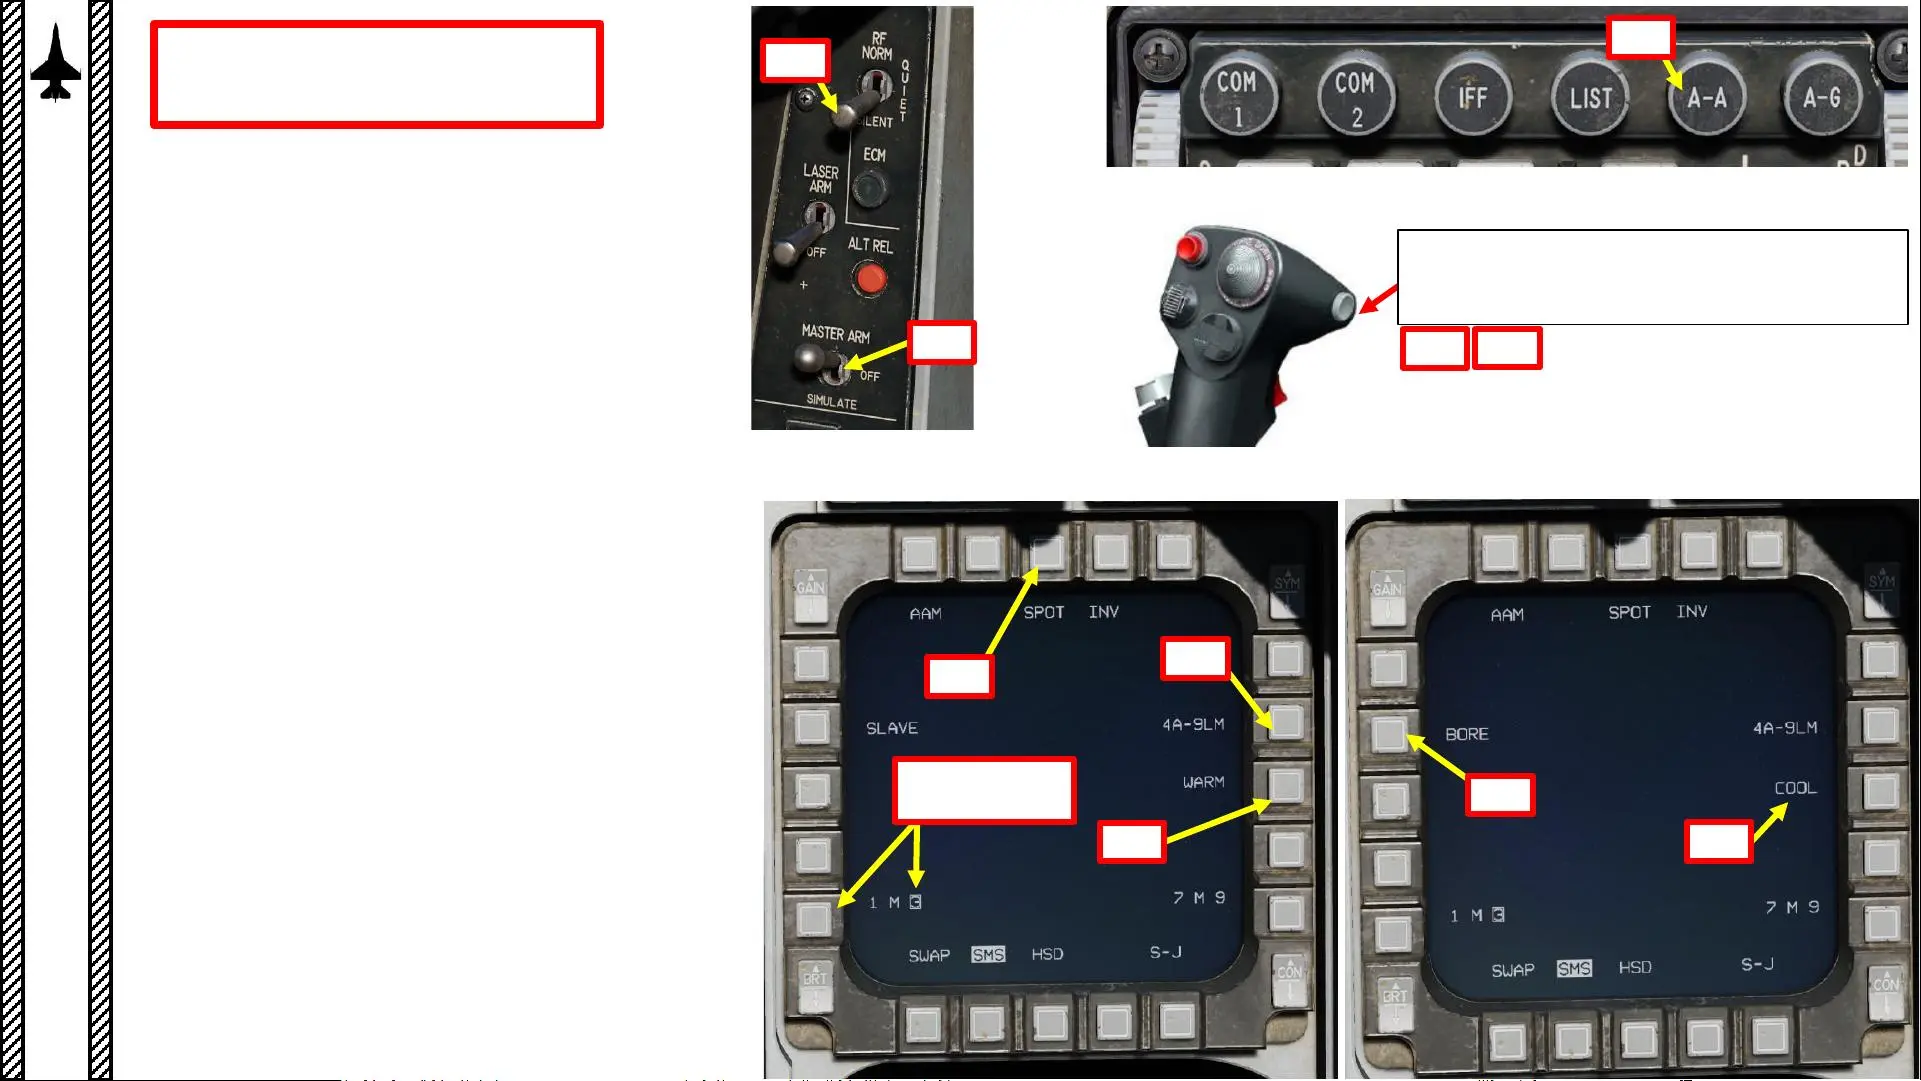 RF
NORM
QUIET
SILENT
ECM
LASER
ARM
OFF
ALT REL
+
MASTER ARM
OFF
SIMULATE
COM
1
COM
2
IFF
LIST
A-A
A-G
D
GAIN
SYM
AAM SPOT INV
SLAVE
4A-9LM
WARM
1 M 3
7 M 9
SWAP SMS HSD S-J
BRT
CON
GAIN
SYM
AAM SPOT INV
BORE
4A-9LM
COOL
1 M 3
7 M 9
SWAP SMS HSD S-J
BRT
CON